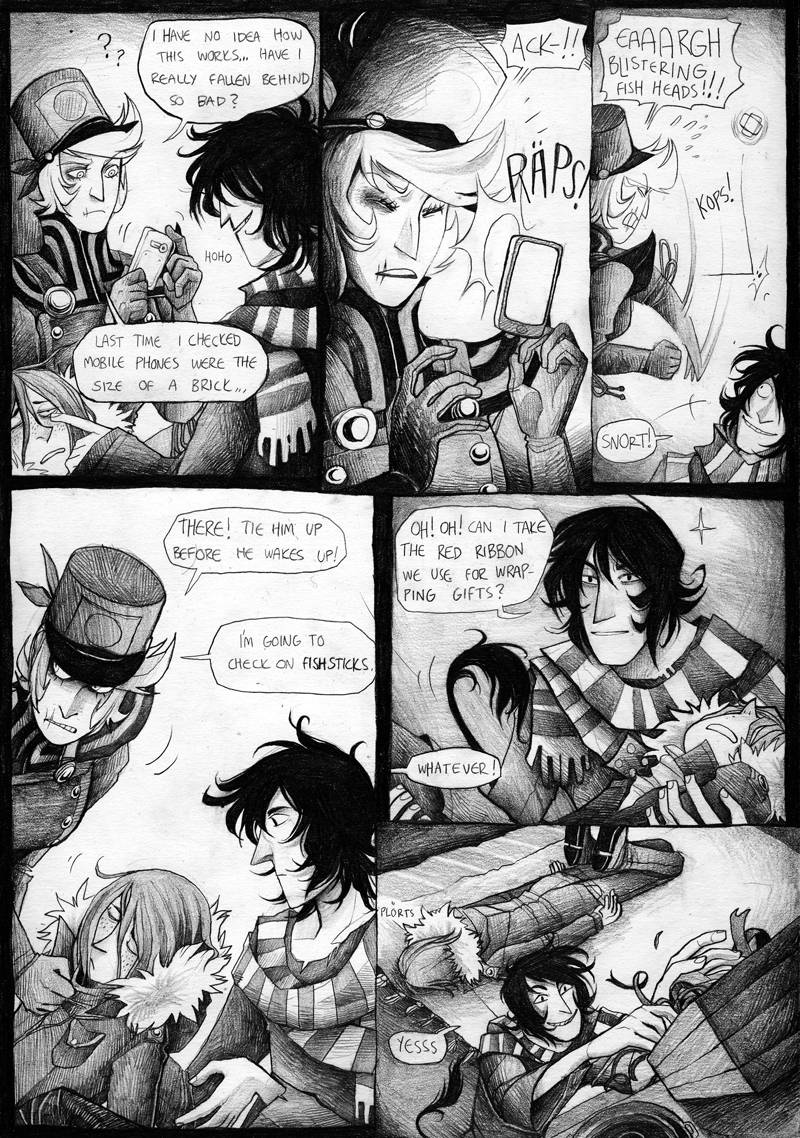 ? ?
I HAVE NO IDEA HOW
THIS WORKS... HAVE I
REALLY FALLEN BEHIND
SO BAD?
HOHO
LAST TIME I CHECKED
MOBILE PHONES WERE THE
SIZE OF A BRICK...
ACK-!!
RÄPS!
EAAARGH
BLISTERING
FISH HEADS!!!
KOPS!
SNORT!
THERE! TIE HIM UP
BEFORE HE WAKES UP!
I'M GOING TO
CHECK ON FISHSTICKS.
OH! OH! CAN I TAKE
THE RED RIBBON
WE USE FOR WRAP-
PING GIFTS?
WHATEVER!
PLÖRTS
YESSS